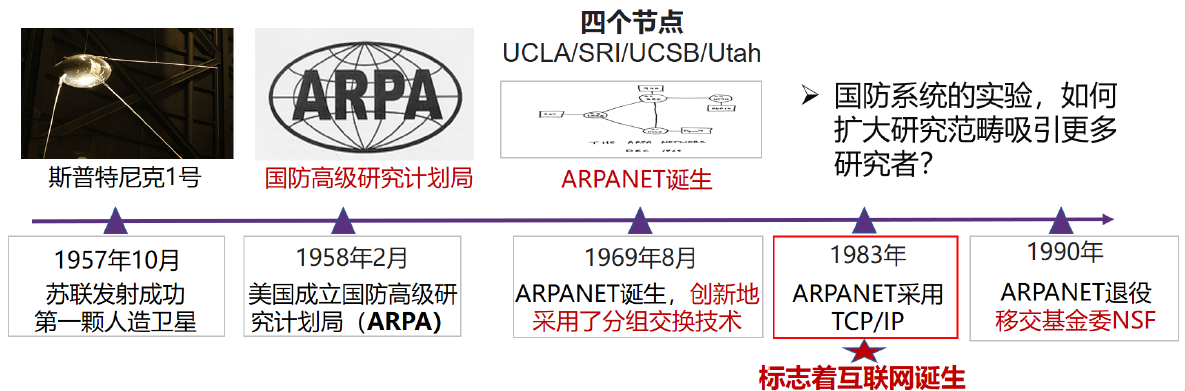 四个节点
UCLA/SRI/UCSB/Utah
ARPA
THE ARPA NETWORK
DEC 1969
➢ 国防系统的实验，如何
扩大研究范畴吸引更多
研究者？
斯普特尼克1号
国防高级研究计划局
ARPANET诞生
1957年10月
苏联发射成功
第一颗人造卫星
1958年2月
美国成立国防高级研
究计划局（ARPA）
1969年8月
ARPANET诞生，创新地
采用了分组交换技术
1983年
ARPANET采用
TCP/IP
标志着互联网诞生
1990年
ARPANET退役
移交基金委NSF